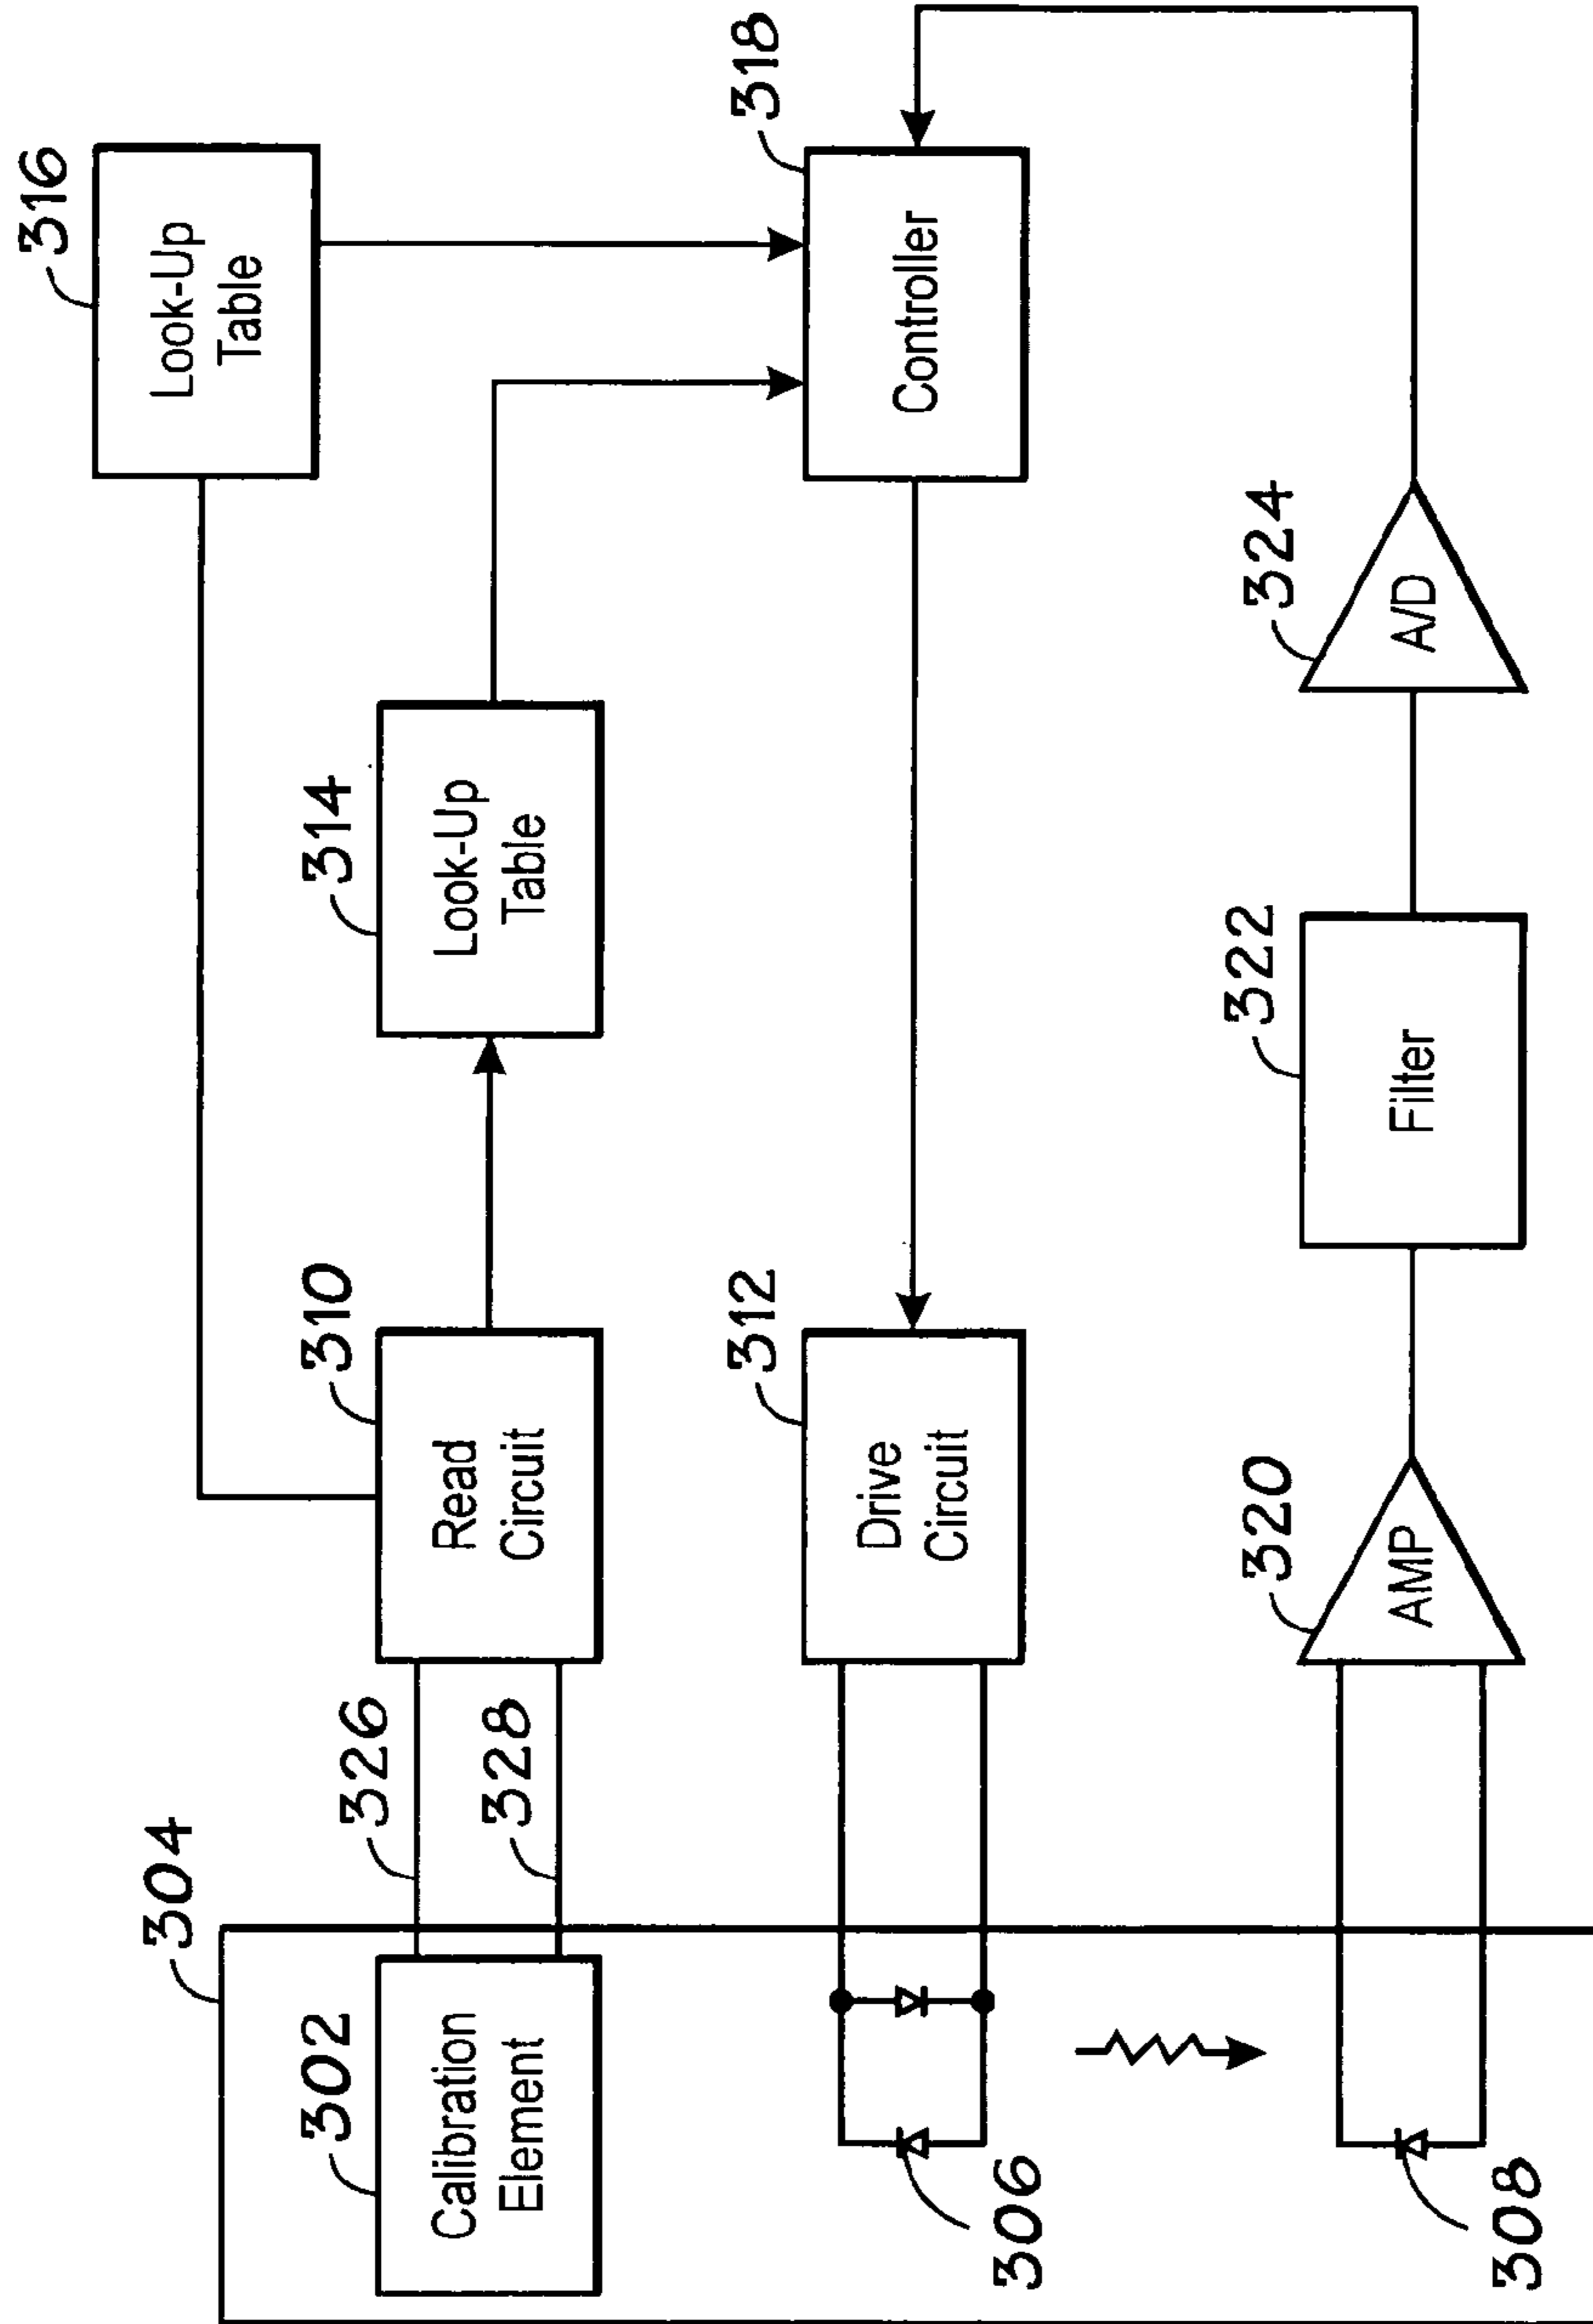 304
302
Calibration
Element
326
328
310
Read
Circuit
314
Look-Up
Table
316
Look-Up
Table
306
312
Drive
Circuit
318
Controller
308
320
AMP
322
Filter
324
A/D